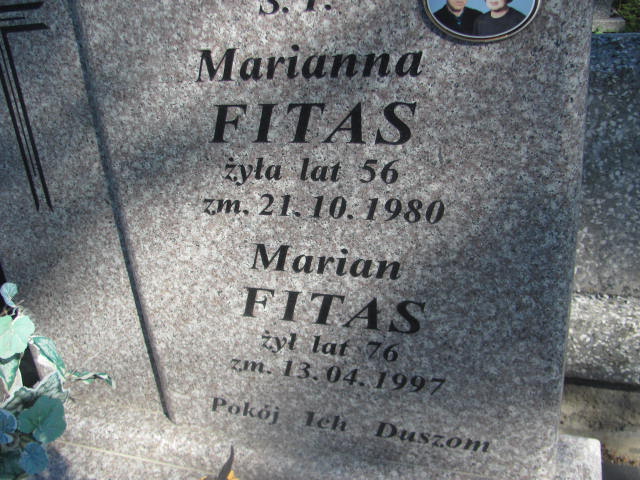 Ś. P.
Marianna
FITAS
żyła lat 56
zm. 21.10.1980
Marian
FITAS
żył lat 76
zm. 13.04.1997
Pokój Ich Duszom